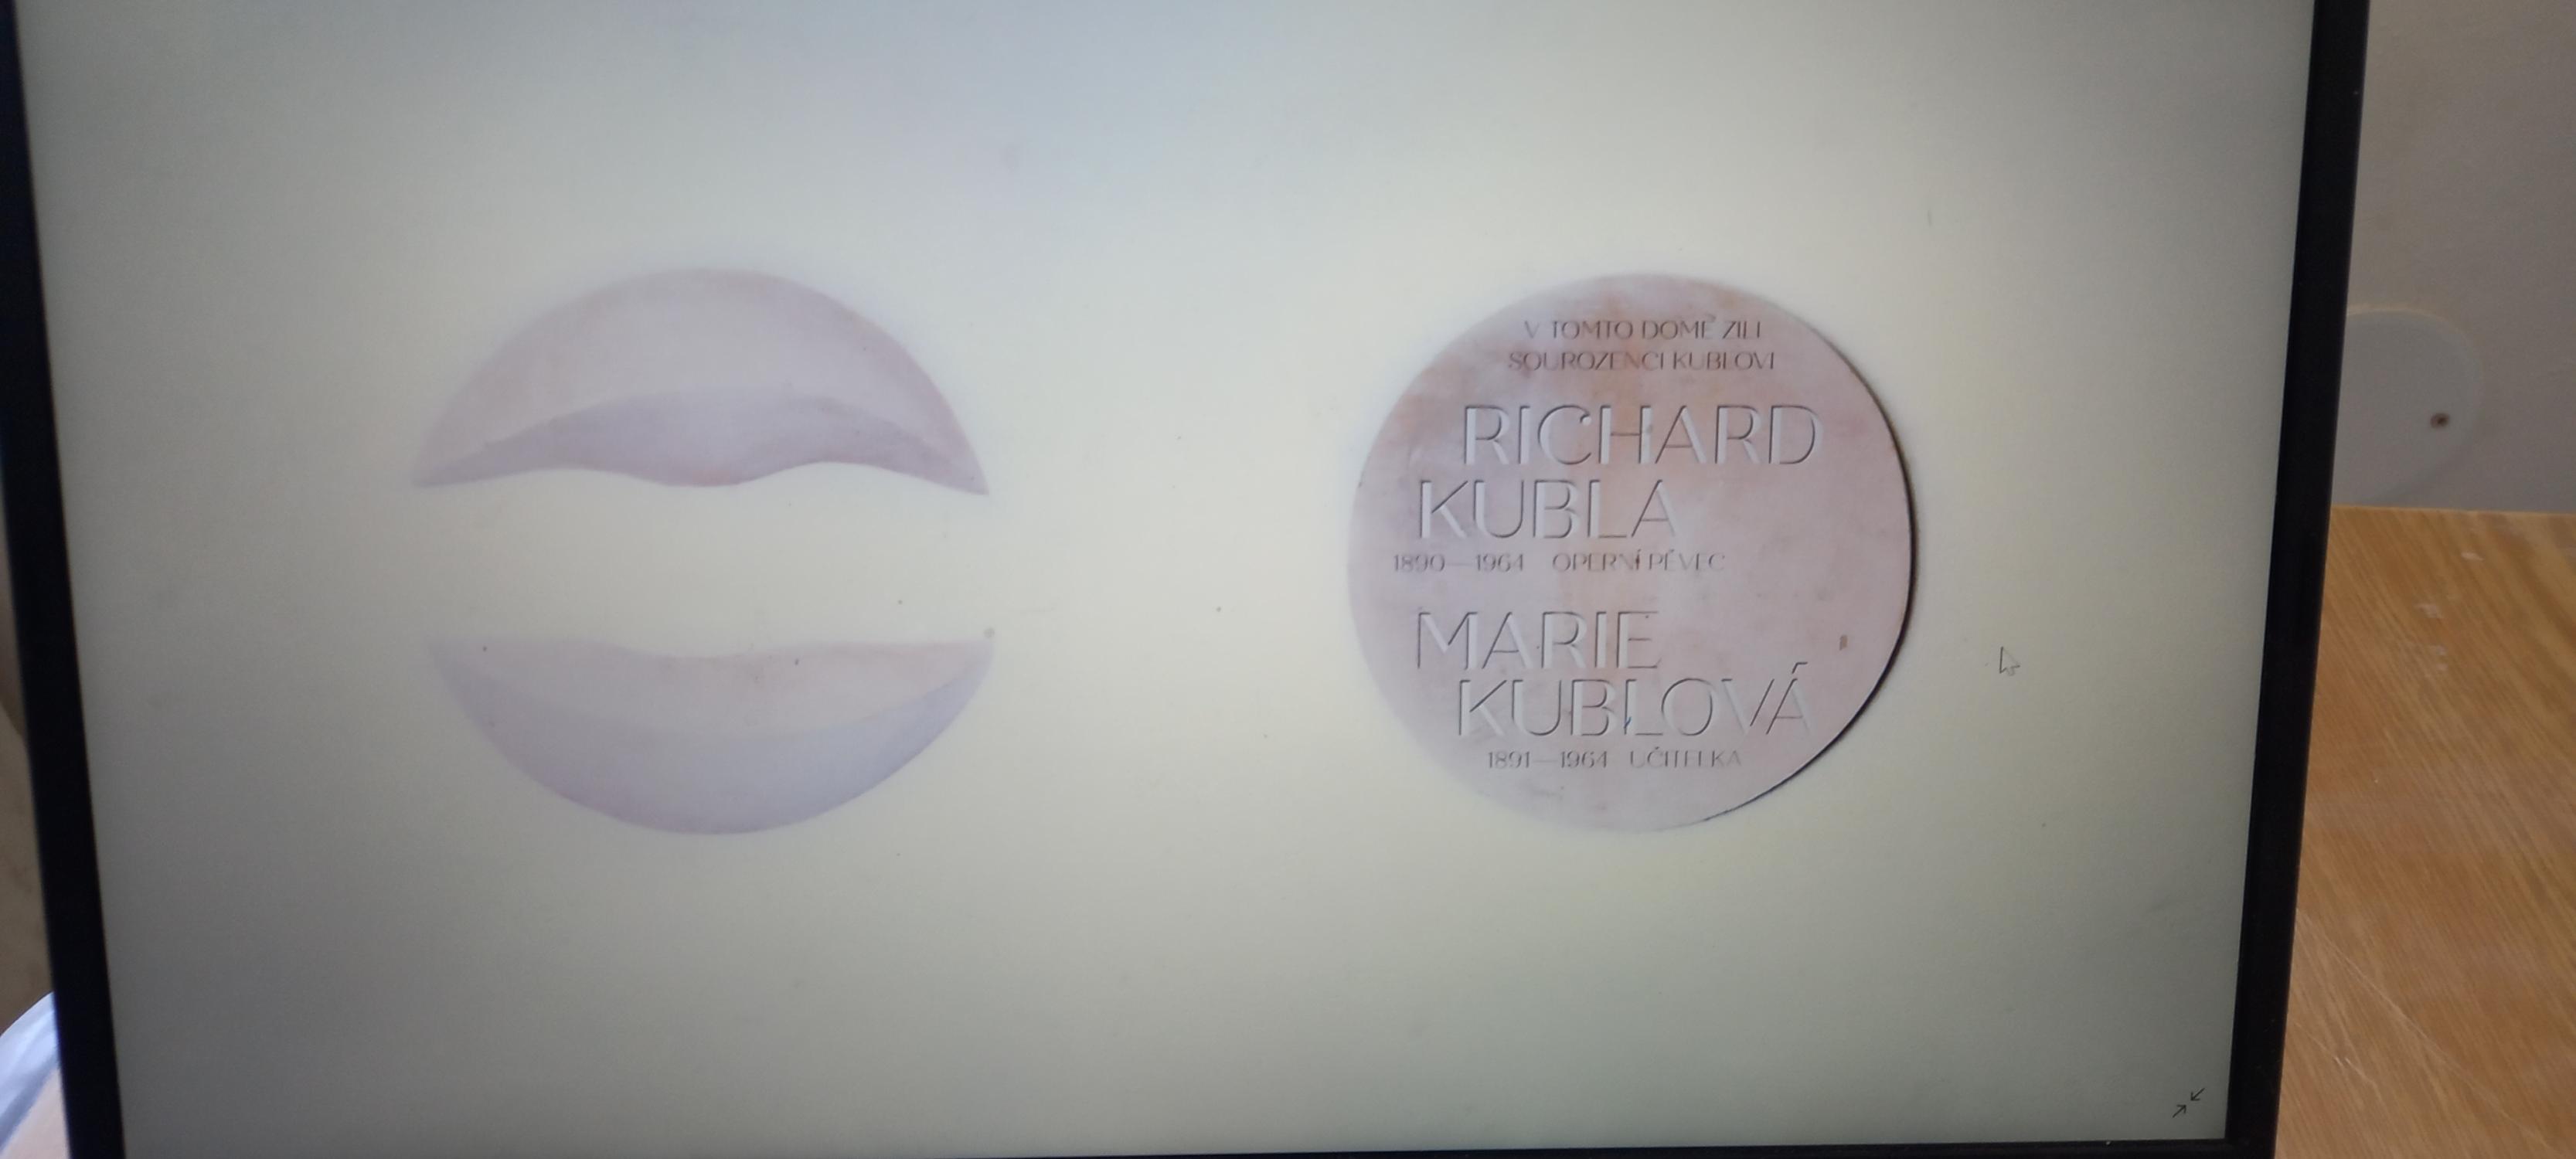 V TOMTO DOMĚ ŽILI
SOUROZENCI KUBLOVI
RICHARD
KUBLA
1890—1964 OPERNÍ PĚVEC
MARIE
KUBLOVÁ
1891—1964 UČITELKA